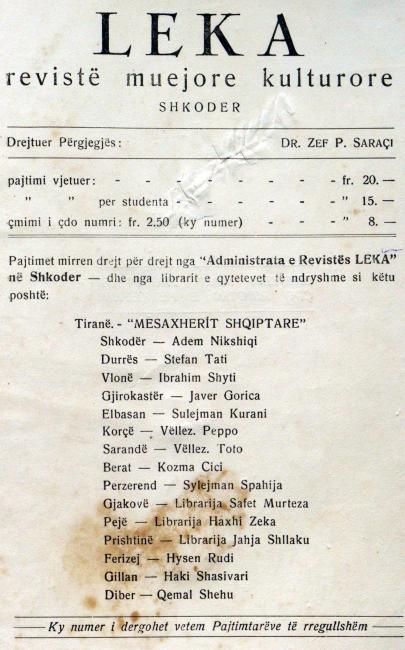 LEKA
revistë muejore kulturore
SHKODER
Drejtuer Përgjegjës: DR. ZEF P. SARAÇI
pajtimi vjetuer: - - - - - - - - fr. 20.—
" " per studenta - - - - - - - " 15.—
çmimi i çdo numri: fr. 2.50 (ky numer) - - - - " 8.—
Pajtimet mirren drejt për drejt nga "Administrata e Revistës LEKA"
në Shkoder — dhe nga librarit e qytetevet të ndryshme si këtu
poshtë:
Tiranë. - "MESAXHERÍT SHQIPTARE"
Shkodër — Adem Nikshiqi
Durrës — Stefan Tati
Vlonë — Ibrahim Shyti
Gjirokastër — Javer Gorica
Elbasan — Sulejman Kurani
Korçë — Vëllez. Peppo
Sarandë — Vëllez. Toto
Berat — Kozma Cici
Perzerend — Sylejman Spahija
Gjakovë — Librarija Safet Murteza
Pejë — Librarija Haxhi Zeka
Prishtinë — Librarija Jahja Shllaku
Ferizej — Hysen Rudi
Gillan — Haki Shasivari
Diber — Qemal Shehu
Ky numer i dergohet vetem Pajtimtarëve të rregullshëm